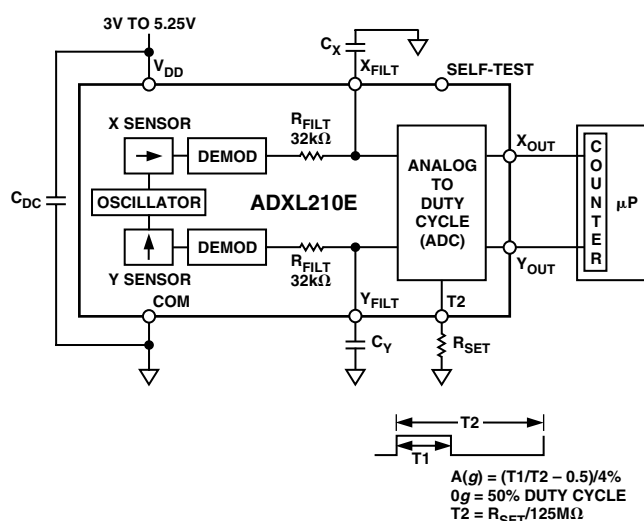 3V TO 5.25V
V_DD
C_X
X_FILT
SELF-TEST
X SENSOR
DEMOD
R_FILT
32kΩ
X_OUT
ANALOG
TO
DUTY
CYCLE
(ADC)
COUNTER
µP
C_DC
OSCILLATOR
ADXL210E
DEMOD
Y SENSOR
R_FILT
32kΩ
Y_OUT
COM
Y_FILT
T2
C_Y
R_SET
T2
T1
A(g) = (T1/T2 – 0.5)/4%
0g = 50% DUTY CYCLE
T2 = R_SET/125MΩ